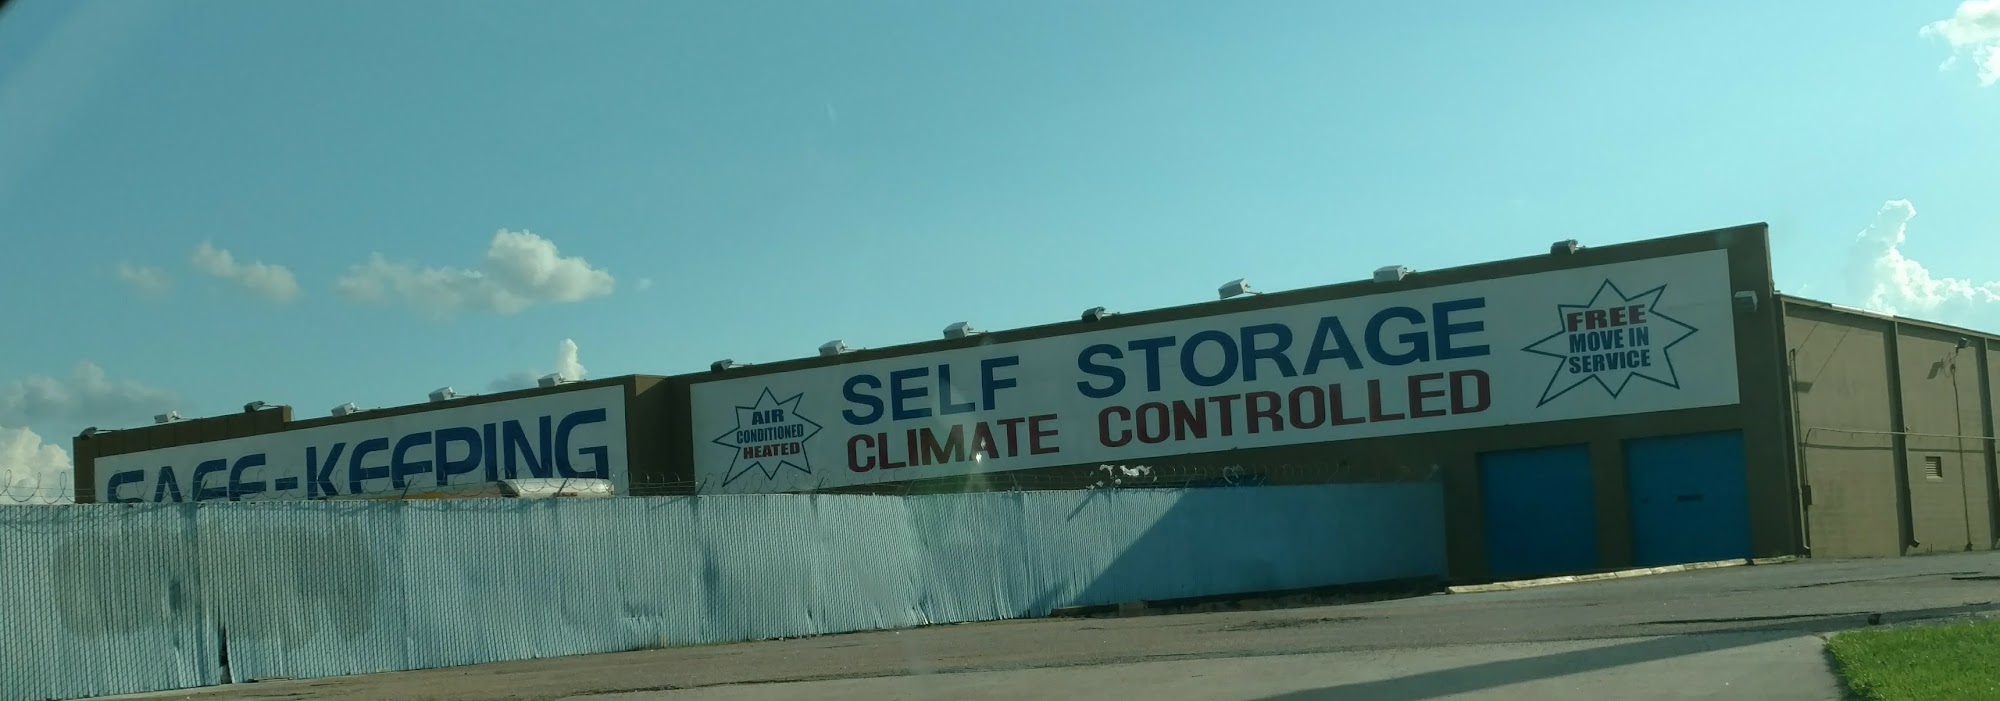 SAFE-KEEPING
AIR
CONDITIONED
HEATED
SELF STORAGE
CLIMATE CONTROLLED
FREE
MOVE IN
SERVICE